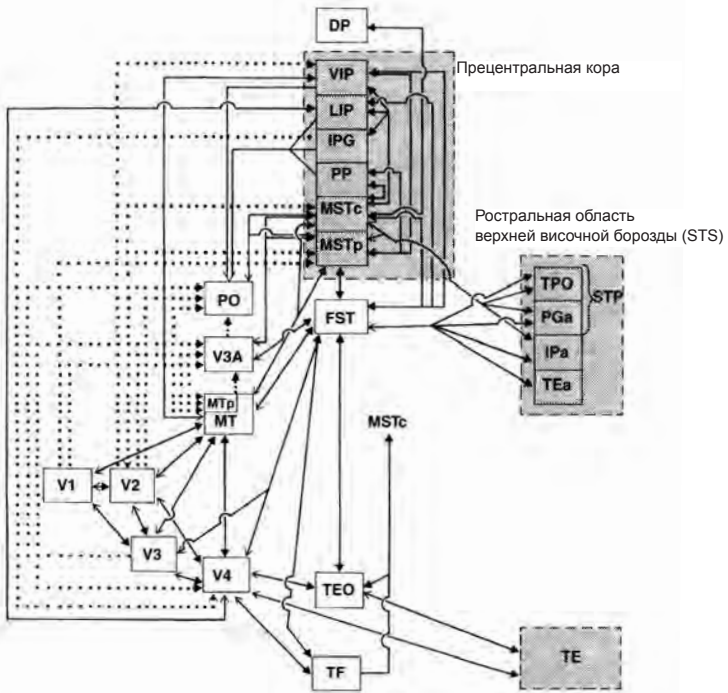 DP
Прецентральная кора
VIP
LIP
IPG
PP
MSTc
MSTp
Ростральная область
верхней височной борозды (STS)
TPO
STP
PGa
IPa
TEa
PO
FST
V3A
MTp
MT
MSTc
V1
V2
V3
V4
TEO
TE
TF